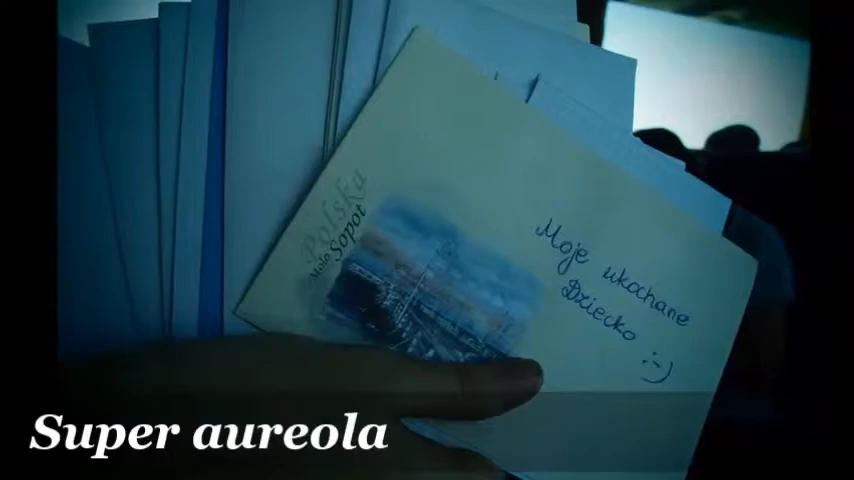 Polska
Molo Sopot
Moje ukochane
Dziecko :-)
Super aureola